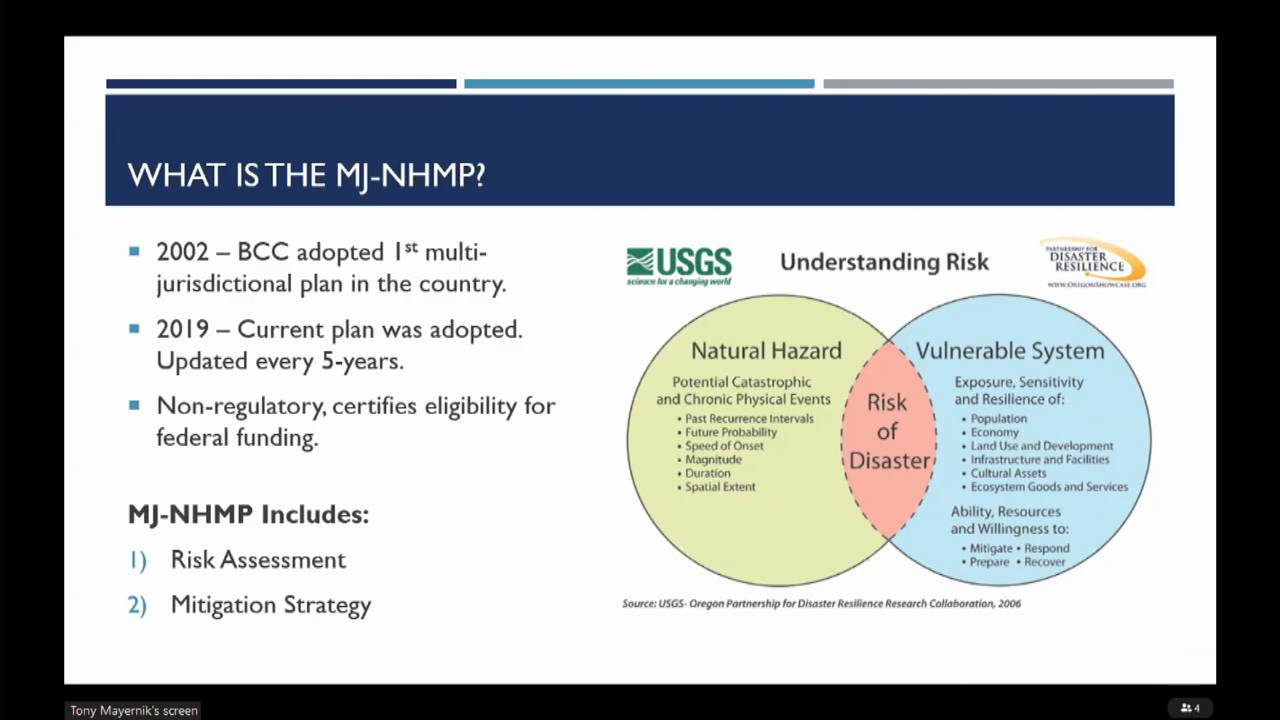 WHAT IS THE MJ-NHMP?
2002 – BCC adopted 1st multi-
jurisdictional plan in the country.
2019 – Current plan was adopted.
Updated every 5-years.
Non-regulatory, certifies eligibility for
federal funding.
MJ-NHMP Includes:
1) Risk Assessment
2) Mitigation Strategy
USGS
science for a changing world
Understanding Risk
PARTNERSHIP FOR
DISASTER
RESILIENCE
WWW.OREGONSHOWCASE.ORG
Natural Hazard
Potential Catastrophic
and Chronic Physical Events
• Past Recurrence Intervals
• Future Probability
• Speed of Onset
• Magnitude
• Duration
• Spatial Extent
Risk
of
Disaster
Vulnerable System
Exposure, Sensitivity
and Resilience of:
• Population
• Economy
• Land Use and Development
• Infrastructure and Facilities
• Cultural Assets
• Ecosystem Goods and Services
Ability, Resources
and Willingness to:
• Mitigate • Respond
• Prepare • Recover
Source: USGS- Oregon Partnership for Disaster Resilience Research Collaboration, 2006
Tony Mayernik's screen
4